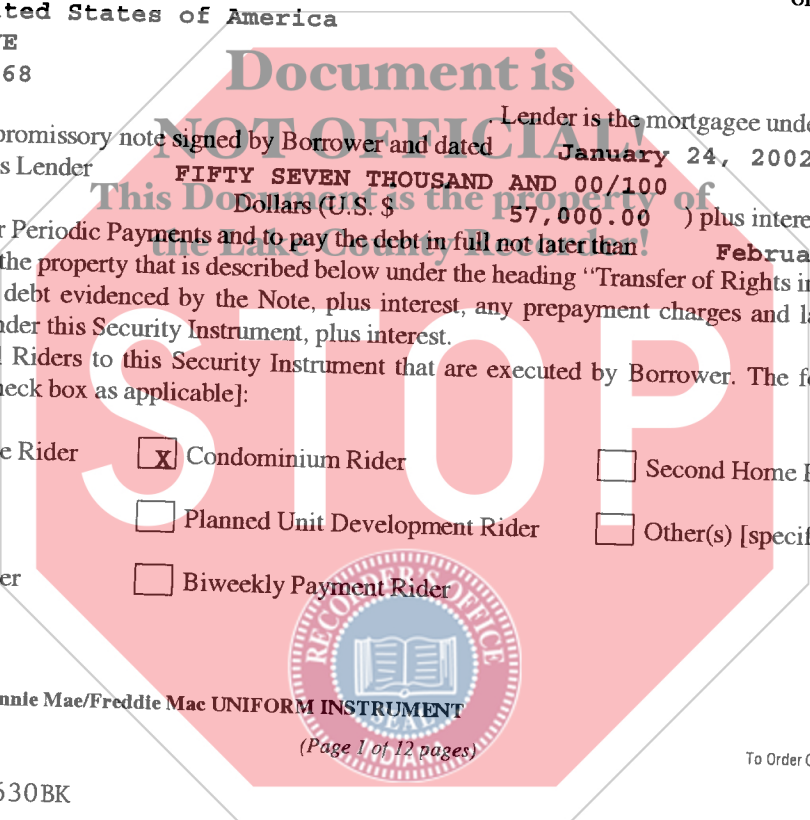 ted States of America
E
68
Document is
. Lender is the mortgagee unde
NOT OFFICIAL!
promissory note signed by Borrower and dated January 24, 2002
s Lender FIFTY SEVEN THOUSAND AND 00/100
This Document is the property of
Dollars (U.S. $ 57,000.00 ) plus intere
r Periodic Payments and to pay the debt in full not later than Februa
the Lake County Recorder!
the property that is described below under the heading “Transfer of Rights in
debt evidenced by the Note, plus interest, any prepayment charges and la
nder this Security Instrument, plus interest.
l Riders to this Security Instrument that are executed by Borrower. The fo
heck box as applicable]:
STOP
e Rider X Condominium Rider Second Home R
Planned Unit Development Rider Other(s) [specif
er Biweekly Payment Rider
RECORDER'S OFFICE
SEAL
INDIANA
nnie Mae/Freddie Mac UNIFORM INSTRUMENT
(Page 1 of 12 pages)
To Order C
630BK